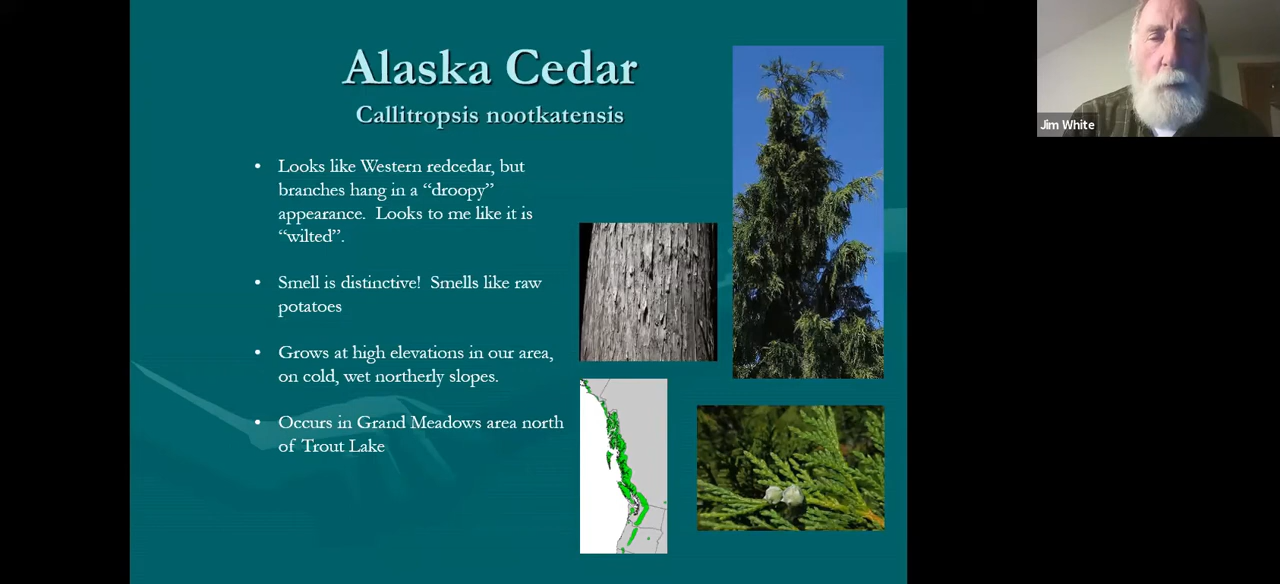 Alaska Cedar
Callitropsis nootkatensis
• Looks like Western redcedar, but
branches hang in a “droopy”
appearance. Looks to me like it is
“wilted”.
• Smell is distinctive! Smells like raw
potatoes
• Grows at high elevations in our area,
on cold, wet northerly slopes.
• Occurs in Grand Meadows area north
of Trout Lake
Jim White